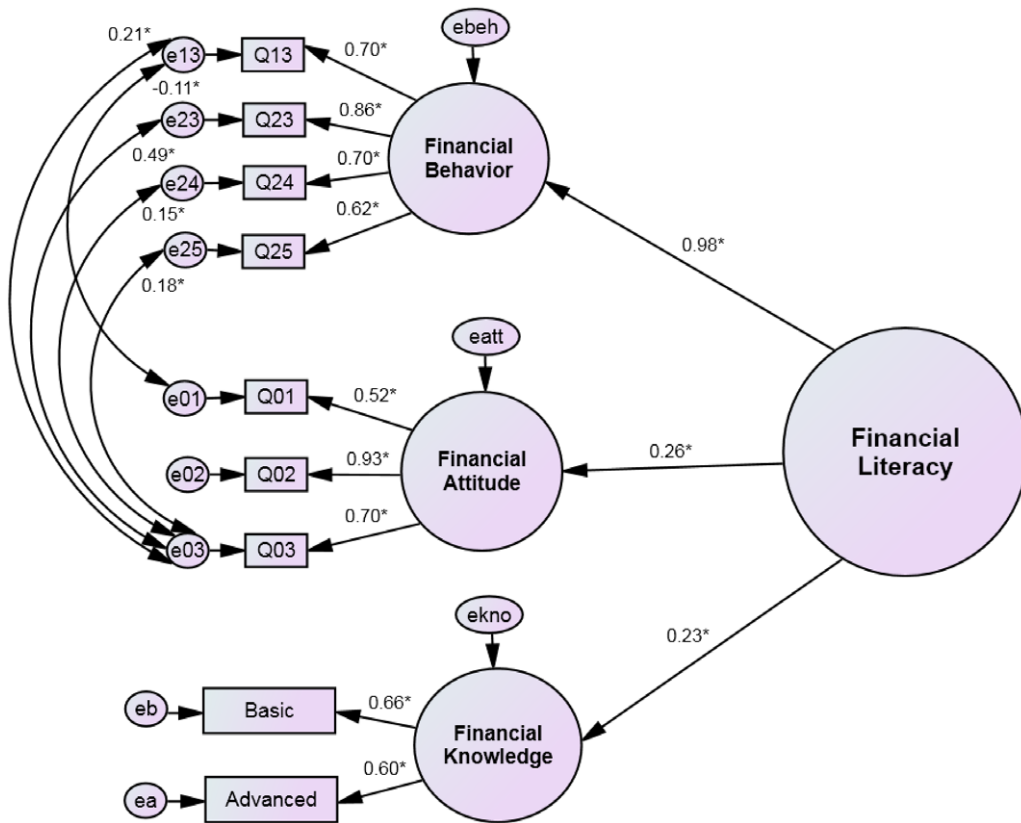 ebeh
0.21*
e13
Q13
0.70*
-0.11*
e23
Q23
0.86*
Financial
Behavior
0.49*
e24
Q24
0.70*
0.15*
e25
Q25
0.62*
0.18*
0.98*
eatt
e01
Q01
0.52*
e02
Q02
0.93*
Financial
Attitude
0.26*
Financial
Literacy
e03
Q03
0.70*
ekno
0.23*
eb
Basic
0.66*
Financial
Knowledge
ea
Advanced
0.60*